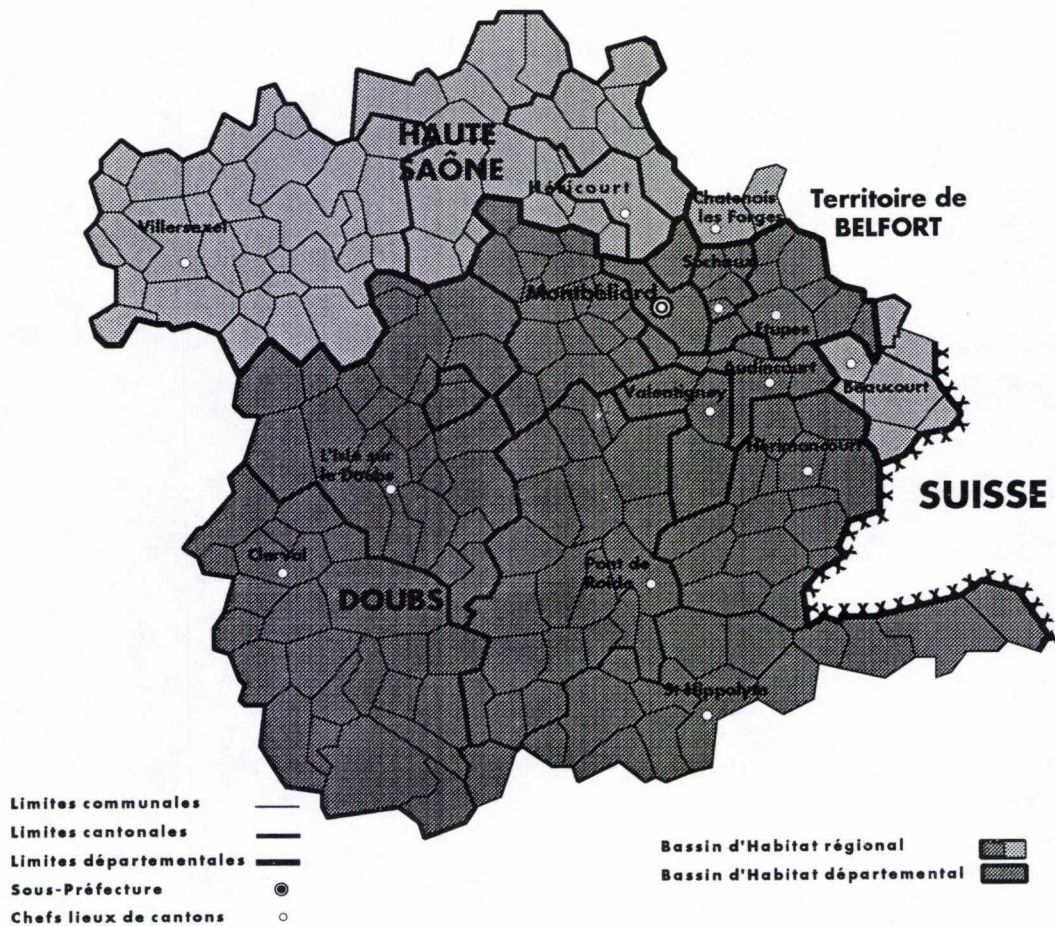 HAUTE
SAÔNE
Héricourt
Chatenois
les Forges
Territoire de
BELFORT
Villersexel
Sochaux
Montbéliard
Etupes
Audincourt
Beaucourt
Valentigney
Hérimoncourt
L'Isle sur
le Doubs
SUISSE
Clerval
Pont de
Roide
DOUBS
St Hippolyte
Limites communales
Limites cantonales
Limites départementales
Sous-Préfecture
Chefs lieux de cantons
Bassin d'Habitat régional
Bassin d'Habitat départemental